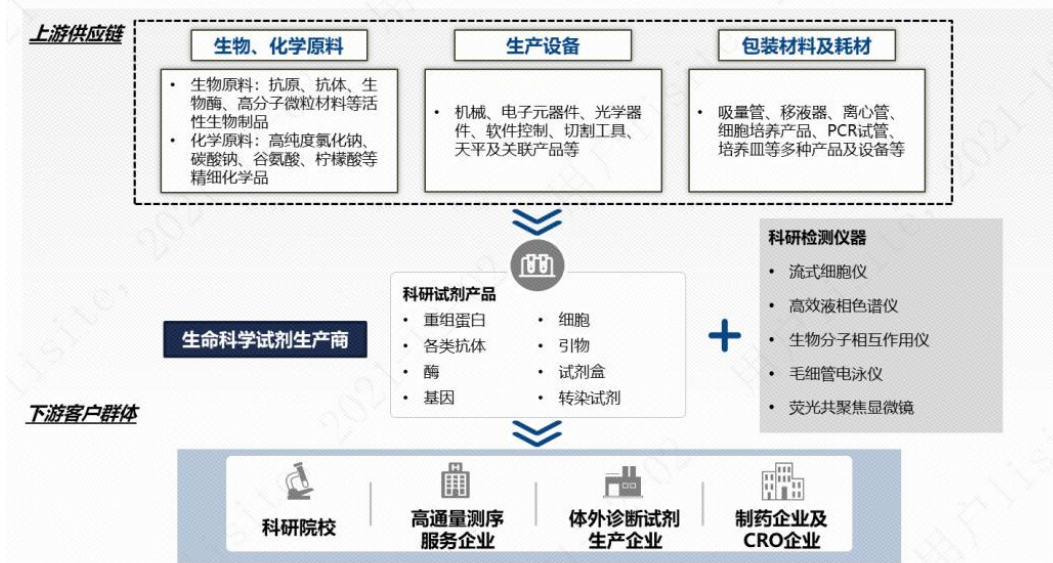 上游供应链
生物、化学原料
• 生物原料：抗原、抗体、生
物酶、高分子微粒材料等活
性生物制品
• 化学原料：高纯度氯化钠、
碳酸钠、谷氨酸、柠檬酸等
精细化学品
生产设备
• 机械、电子元器件、光学器
件、软件控制、切割工具、
天平及关联产品等
包装材料及耗材
• 吸量管、移液器、离心管、
细胞培养产品、PCR试管、
培养皿等多种产品及设备等
生命科学试剂生产商
科研试剂产品
• 重组蛋白
• 各类抗体
• 酶
• 基因
• 细胞
• 引物
• 试剂盒
• 转染试剂
科研检测仪器
• 流式细胞仪
• 高效液相色谱仪
• 生物分子相互作用仪
• 毛细管电泳仪
• 荧光共聚焦显微镜
下游客户群体
科研院校
高通量测序
服务企业
体外诊断试剂
生产企业
制药企业及
CRO企业